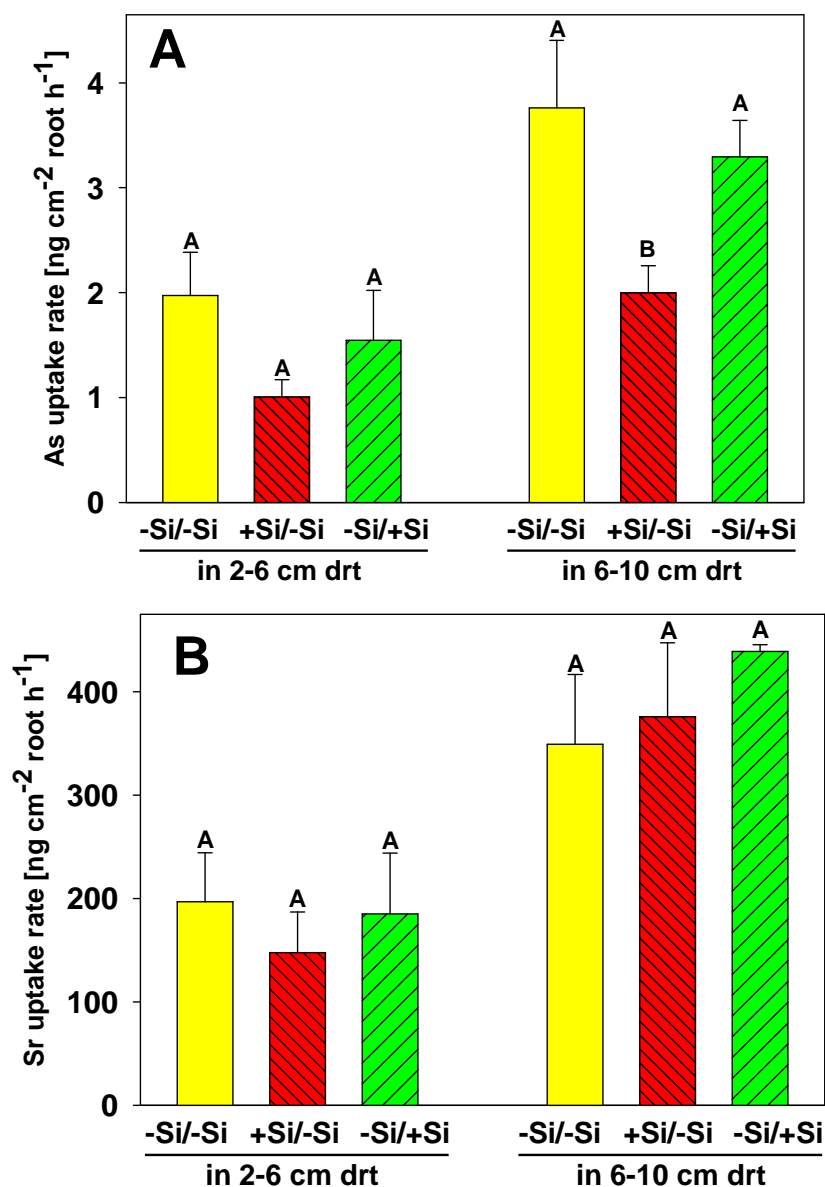 A
As uptake rate [ng cm⁻² root h⁻¹]
4
3
2
1
0
A
A
A
A
B
A
-Si/-Si +Si/-Si -Si/+Si -Si/-Si +Si/-Si -Si/+Si
in 2-6 cm drt in 6-10 cm drt
B
Sr uptake rate [ng cm⁻² root h⁻¹]
400
300
200
100
0
A
A
A
A
A
A
-Si/-Si +Si/-Si -Si/+Si -Si/-Si +Si/-Si -Si/+Si
in 2-6 cm drt in 6-10 cm drt